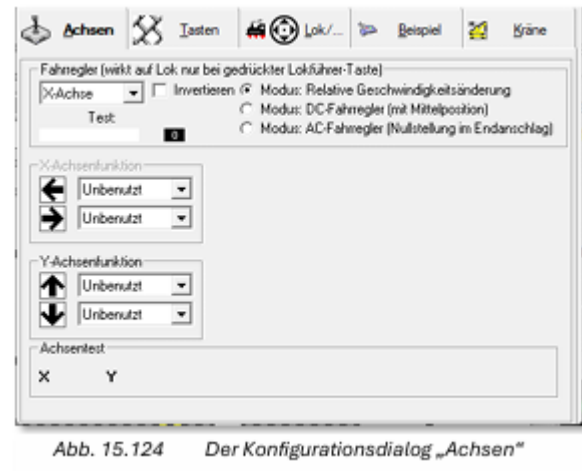 Achsen Tasten Lok/... Beispiel Kräne
Fahrregler (wirkt auf Lok nur bei gedrückter Lokführer-Taste)
X-Achse Invertieren Modus: Relative Geschwindigkeitsänderung
Modus: DC-Fahrregler (mit Mittelposition)
Test: Modus: AC-Fahrregler (Nullstellung im Endanschlag)
0
X-Achsenfunktion
Unbenutzt
Unbenutzt
Y-Achsenfunktion
Unbenutzt
Unbenutzt
Achsentest
X Y
Abb. 15.124 Der Konfigurationsdialog „Achsen“